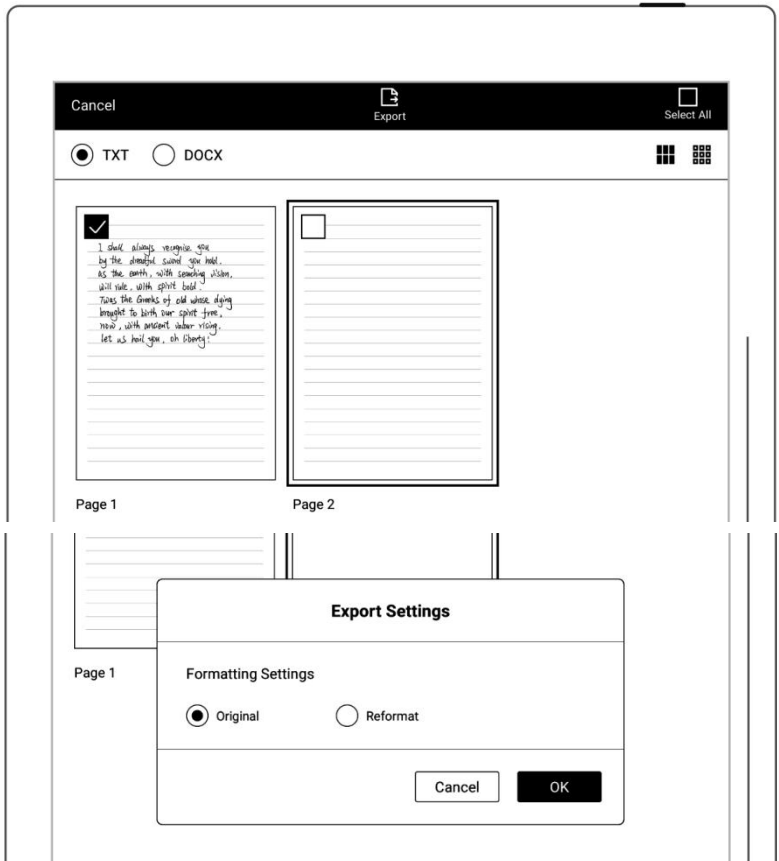 Cancel
Export
Select All
TXT
DOCX
I shall always recognise you
by the dreadful sword you hold.
as the earth, with searching vision,
will rule, with spirit bold.
Twas the Greeks of old whose dying
brought to birth our spirit free,
now, with ancient valour rising.
let us hail you, oh liberty!
Page 1
Page 2
Page 1
Export Settings
Formatting Settings
Original
Reformat
Cancel
OK